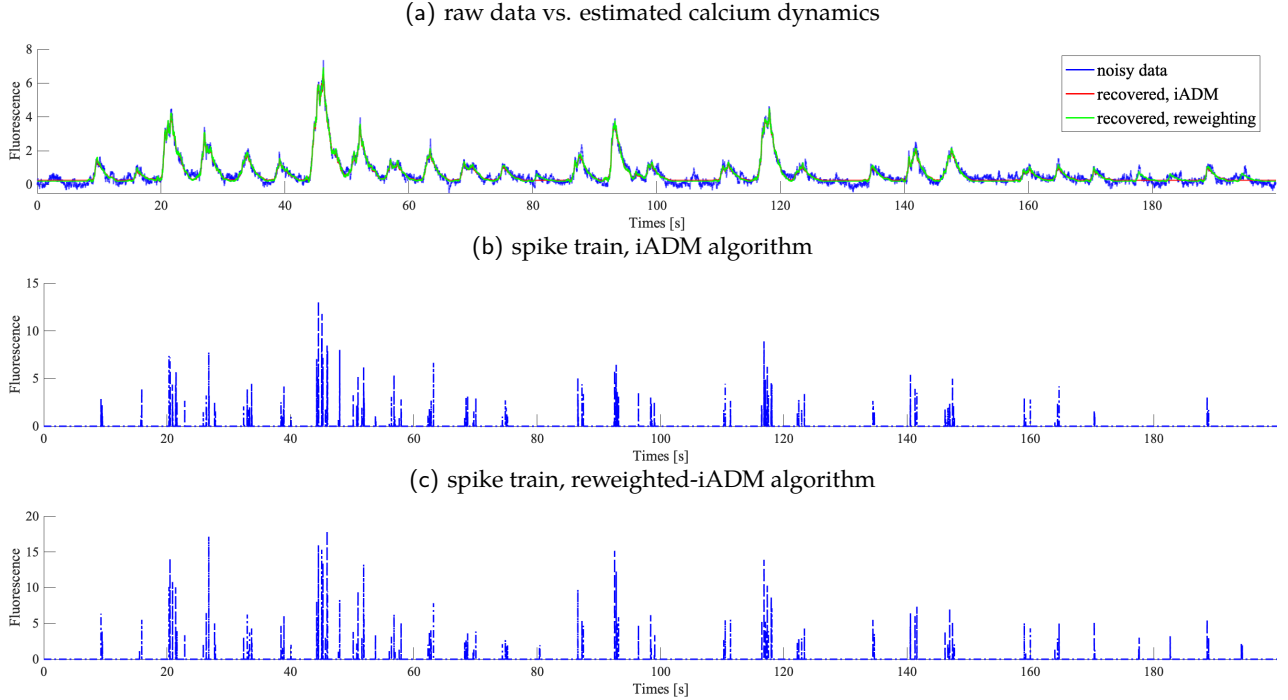 (a) raw data vs. estimated calcium dynamics
8
6
4
2
0
Fluorescence
noisy data
recovered, iADM
recovered, reweighting
0 20 40 60 80 100 120 140 160 180
Times [s]
(b) spike train, iADM algorithm
15
10
5
0
Fluorescence
0 20 40 60 80 100 120 140 160 180
Times [s]
(c) spike train, reweighted-iADM algorithm
20
15
10
5
0
Fluorescence
0 20 40 60 80 100 120 140 160 180
Times [s]